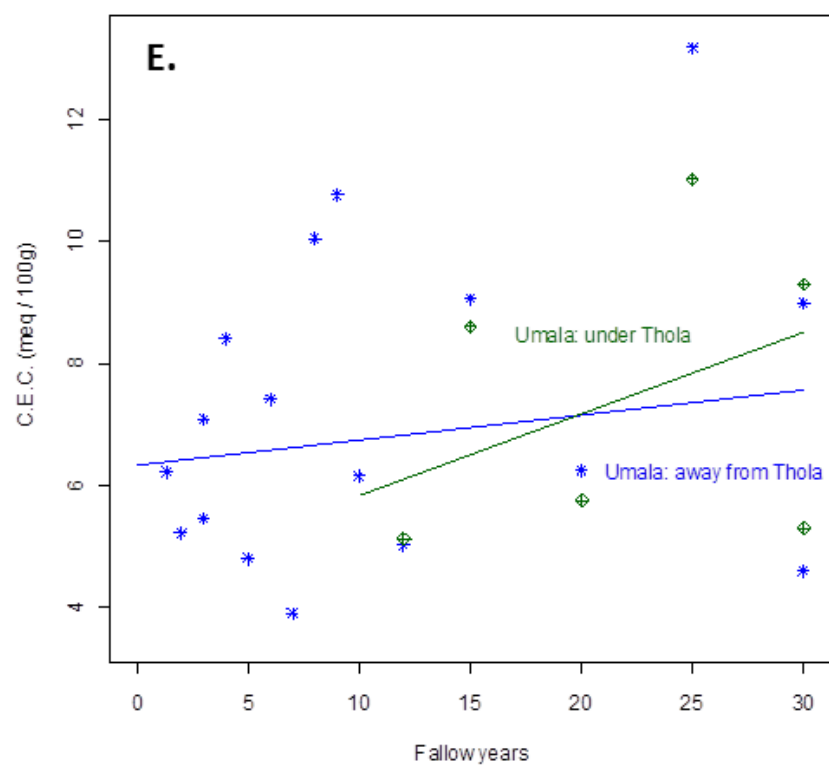 E.
12
10
8
6
4
C.E.C. (meq / 100g)
Umala: under Thola
Umala: away from Thola
0 5 10 15 20 25 30
Fallow years